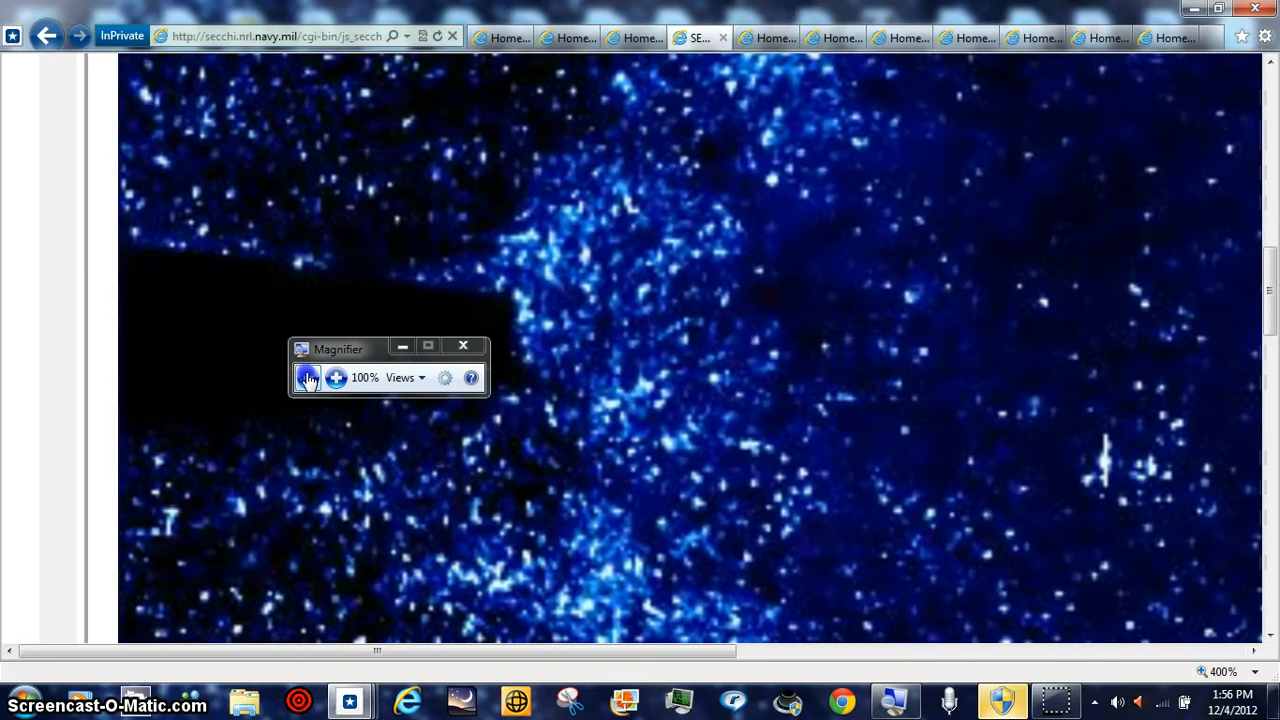 InPrivate
http://secchi.nrl.navy.mil/cgi-bin/js_secch
Home...
Home...
Home...
SE...
Home...
Home...
Home...
Home...
Home...
Home...
Home...
Magnifier
100% Views
400%
1:56 PM
12/4/2012
Screencast-O-Matic.com